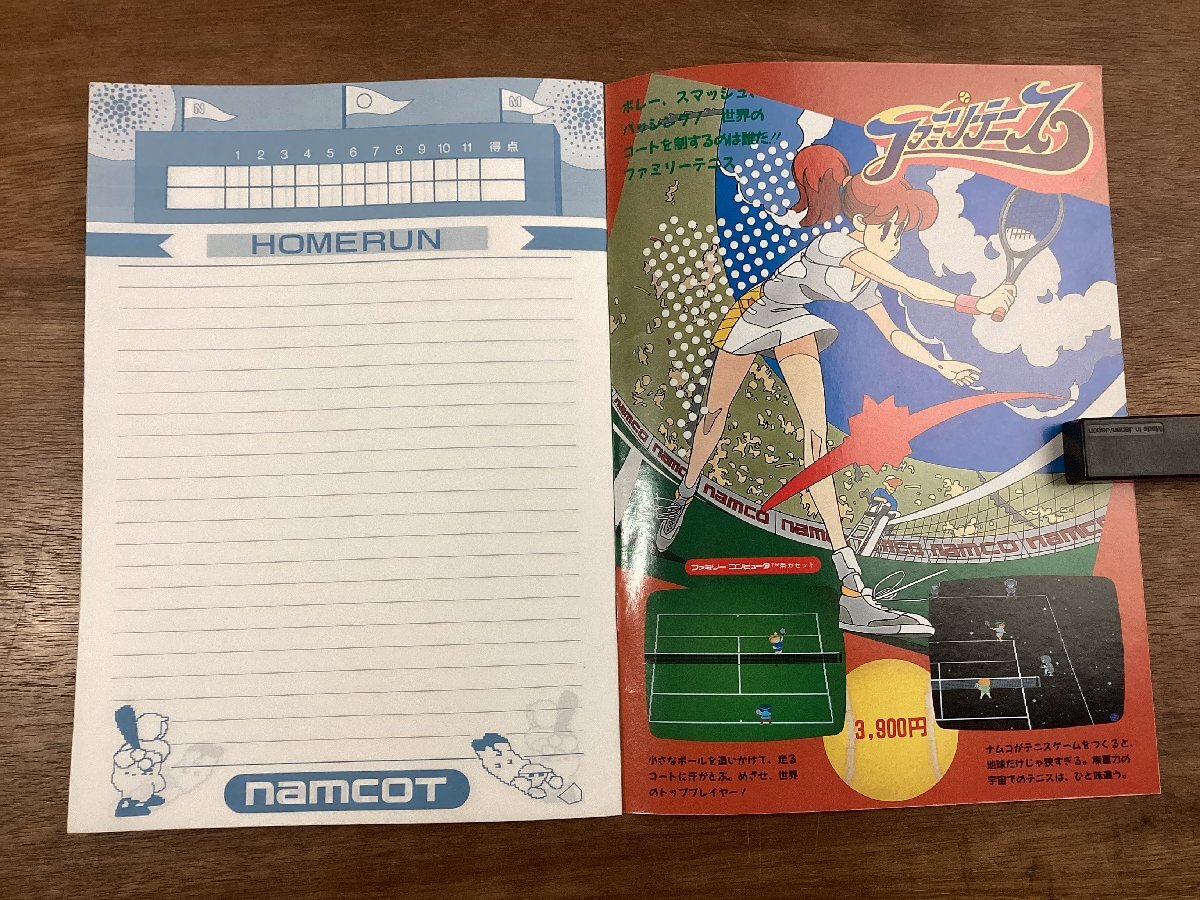 N
O
M
1 2 3 4 5 6 7 8 9 10 11 得点
HOMERUN
namcoT
ボレー、スマッシュ、
パッシング! 世界の
コートを制するのは誰だ!!
ファミリーテニス
ファミリーテニス
namco
namco
namco
namco
namco
Made in Japan/Japon
ファミリーコンピュータ™用カセット
3,900円
小さなボールを追いかけて、走る
コートに汗がとぶ。めざせ、世界
のトッププレイヤー!
ナムコがテニスゲームをつくると、
地球だけじゃ狭すぎる。無重力の
宇宙でのテニスは、ひと味違う。